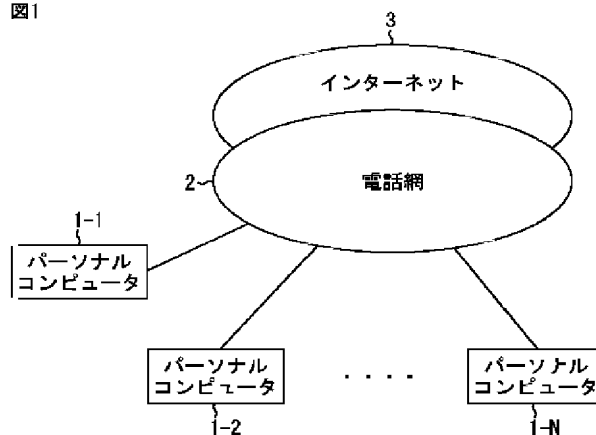 図1
3
インターネット
2
電話網
1-1
パーソナル
コンピュータ
パーソナル
コンピュータ
. . . .
パーソナル
コンピュータ
1-2
1-N